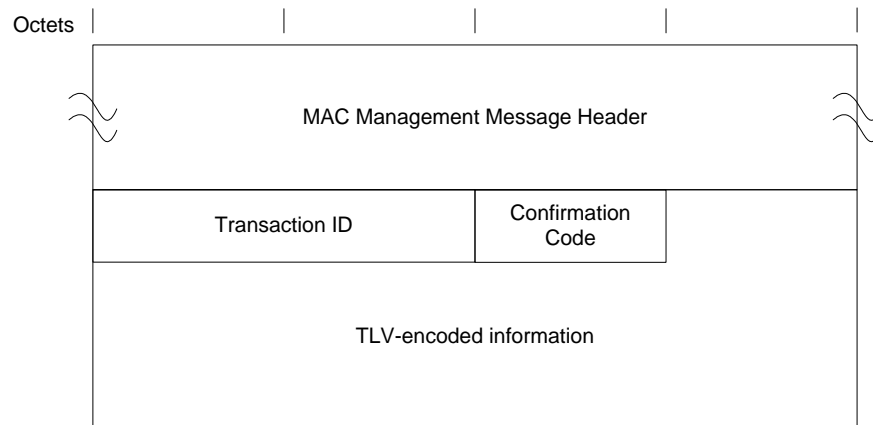 Octets
MAC Management Message Header
Transaction ID
Confirmation
Code
TLV-encoded information